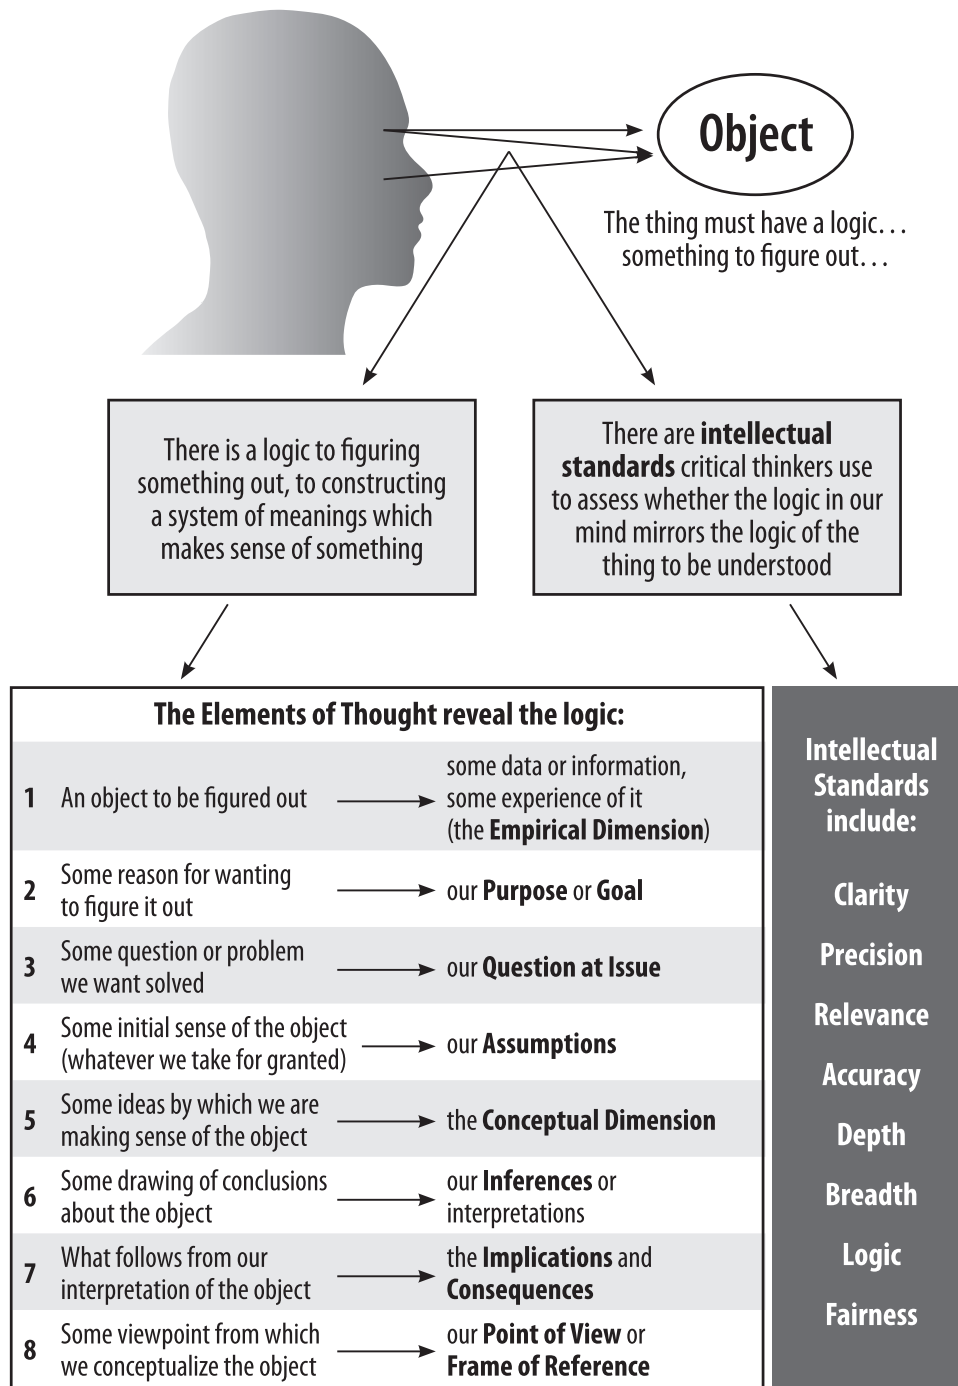 Object
The thing must have a logic…
something to figure out…
There is a logic to figuring
something out, to constructing
a system of meanings which
makes sense of something
There are intellectual
standards critical thinkers use
to assess whether the logic in our
mind mirrors the logic of the
thing to be understood
The Elements of Thought reveal the logic:
1 An object to be figured out
some data or information,
some experience of it
(the Empirical Dimension)
2 Some reason for wanting
to figure it out
our Purpose or Goal
3 Some question or problem
we want solved
our Question at Issue
4 Some initial sense of the object
(whatever we take for granted)
our Assumptions
5 Some ideas by which we are
making sense of the object
the Conceptual Dimension
6 Some drawing of conclusions
about the object
our Inferences or
interpretations
7 What follows from our
interpretation of the object
the Implications and
Consequences
8 Some viewpoint from which
we conceptualize the object
our Point of View or
Frame of Reference
Intellectual
Standards
include:
Clarity
Precision
Relevance
Accuracy
Depth
Breadth
Logic
Fairness